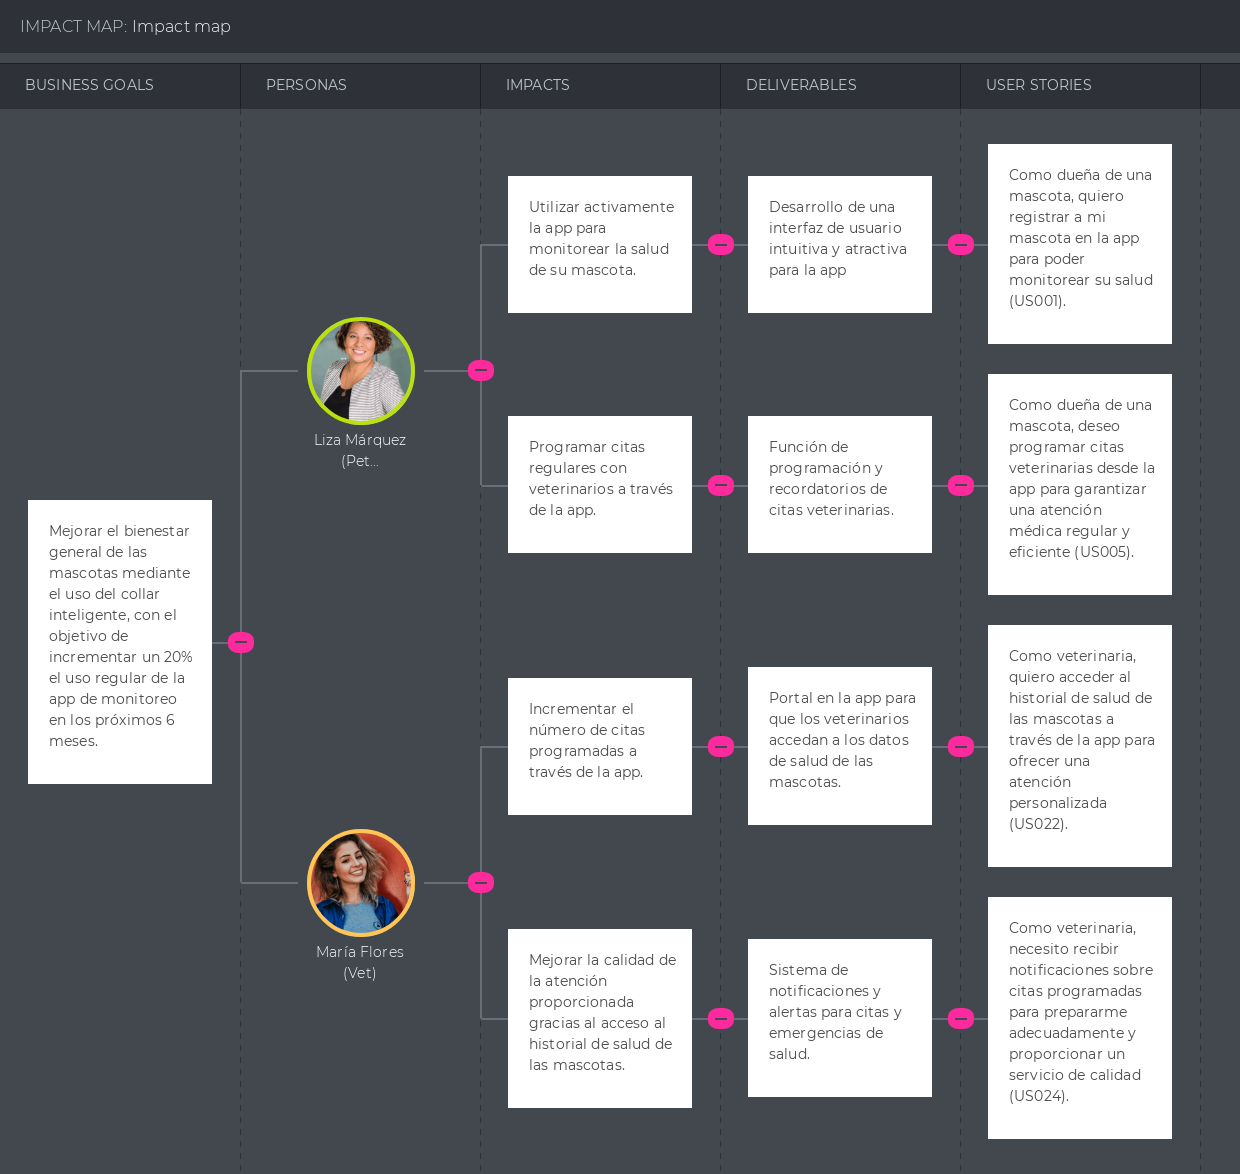 IMPACT MAP: Impact map
BUSINESS GOALS
PERSONAS
IMPACTS
DELIVERABLES
USER STORIES
Mejorar el bienestar
general de las
mascotas mediante
el uso del collar
inteligente, con el
objetivo de
incrementar un 20%
el uso regular de la
app de monitoreo
en los próximos 6
meses.
Liza Márquez
(Pet...
Utilizar activamente
la app para
monitorear la salud
de su mascota.
Desarrollo de una
interfaz de usuario
intuitiva y atractiva
para la app
Como dueña de una
mascota, quiero
registrar a mi
mascota en la app
para poder
monitorear su salud
(US001).
Programar citas
regulares con
veterinarios a través
de la app.
Función de
programación y
recordatorios de
citas veterinarias.
Como dueña de una
mascota, deseo
programar citas
veterinarias desde la
app para garantizar
una atención
médica regular y
eficiente (US005).
María Flores
(Vet)
Incrementar el
número de citas
programadas a
través de la app.
Portal en la app para
que los veterinarios
accedan a los datos
de salud de las
mascotas.
Como veterinaria,
quiero acceder al
historial de salud de
las mascotas a
través de la app para
ofrecer una
atención
personalizada
(US022).
Mejorar la calidad de
la atención
proporcionada
gracias al acceso al
historial de salud de
las mascotas.
Sistema de
notificaciones y
alertas para citas y
emergencias de
salud.
Como veterinaria,
necesito recibir
notificaciones sobre
citas programadas
para prepararme
adecuadamente y
proporcionar un
servicio de calidad
(US024).